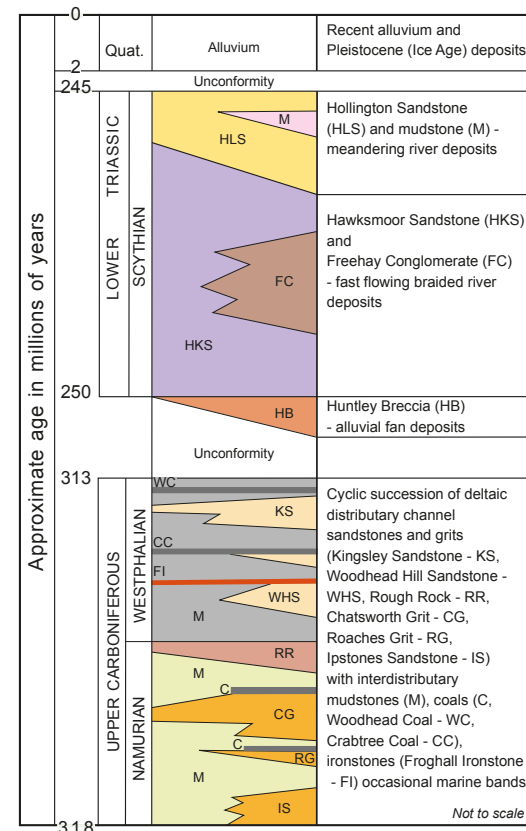 Approximate age in millions of years
0
Quat.
Alluvium
Recent alluvium and
Pleistocene (Ice Age) deposits
2
Unconformity
245
LOWER TRIASSIC
SCYTHIAN
M
HLS
Hollington Sandstone
(HLS) and mudstone (M) -
meandering river deposits
FC
HKS
Hawksmoor Sandstone (HKS)
and
Freehay Conglomerate (FC)
- fast flowing braided river
deposits
250
HB
Huntley Breccia (HB)
- alluvial fan deposits
Unconformity
313
UPPER CARBONIFEROUS
WESTPHALIAN
WC
KS
CC
FI
WHS
M
NAMURIAN
RR
M
C
CG
C
RG
M
IS
Cyclic succession of deltaic
distributary channel
sandstones and grits
(Kingsley Sandstone - KS,
Woodhead Hill Sandstone -
WHS, Rough Rock - RR,
Chatsworth Grit - CG,
Roaches Grit - RG,
Ipstones Sandstone - IS)
with interdistributary
mudstones (M), coals (C,
Woodhead Coal - WC,
Crabtree Coal - CC),
ironstones (Froghall Ironstone
- FI) occasional marine bands
Not to scale
318